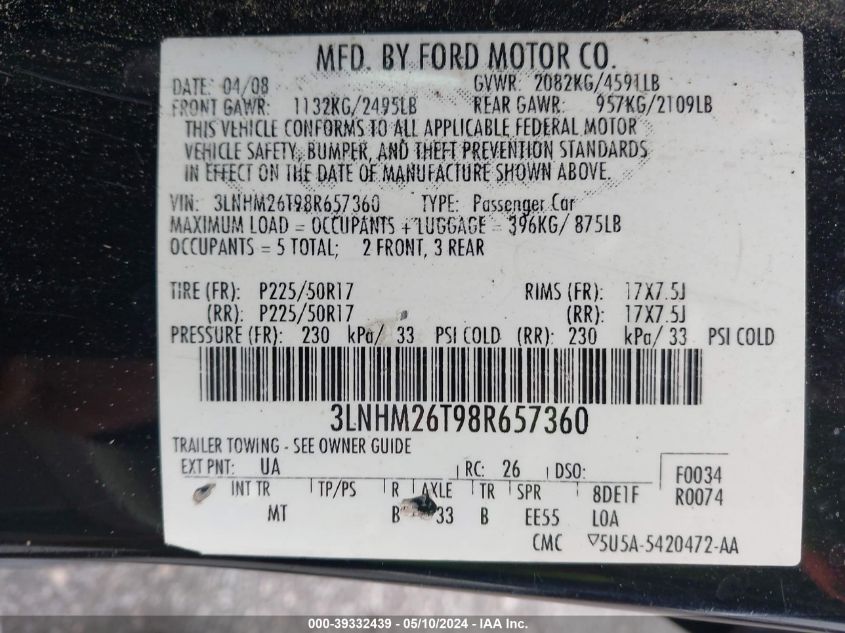 MFD. BY FORD MOTOR CO.
DATE: 04/08 GVWR: 2082KG/4591LB
FRONT GAWR: 1132KG/2495LB REAR GAWR: 957KG/2109LB
THIS VEHICLE CONFORMS TO ALL APPLICABLE FEDERAL MOTOR
VEHICLE SAFETY, BUMPER, AND THEFT PREVENTION STANDARDS
IN EFFECT ON THE DATE OF MANUFACTURE SHOWN ABOVE.
VIN: 3LNHM26T98R657360 TYPE: Passenger Car
MAXIMUM LOAD = OCCUPANTS + LUGGAGE = 396KG/ 875LB
OCCUPANTS = 5 TOTAL; 2 FRONT, 3 REAR
TIRE (FR): P225/50R17 RIMS (FR): 17X7.5J
(RR): P225/50R17 (RR): 17X7.5J
PRESSURE (FR): 230 kPa/ 33 PSI COLD (RR): 230 kPa/ 33 PSI COLD
3LNHM26T98R657360
TRAILER TOWING - SEE OWNER GUIDE
EXT PNT: UA RC: 26 DSO: F0034
INT TR TP/PS R AXLE TR SPR 8DE1F R0074
MT B 33 B EE55 LOA
CMC ▽5U5A-5420472-AA
000-39332439 - 05/10/2024 - IAA Inc.